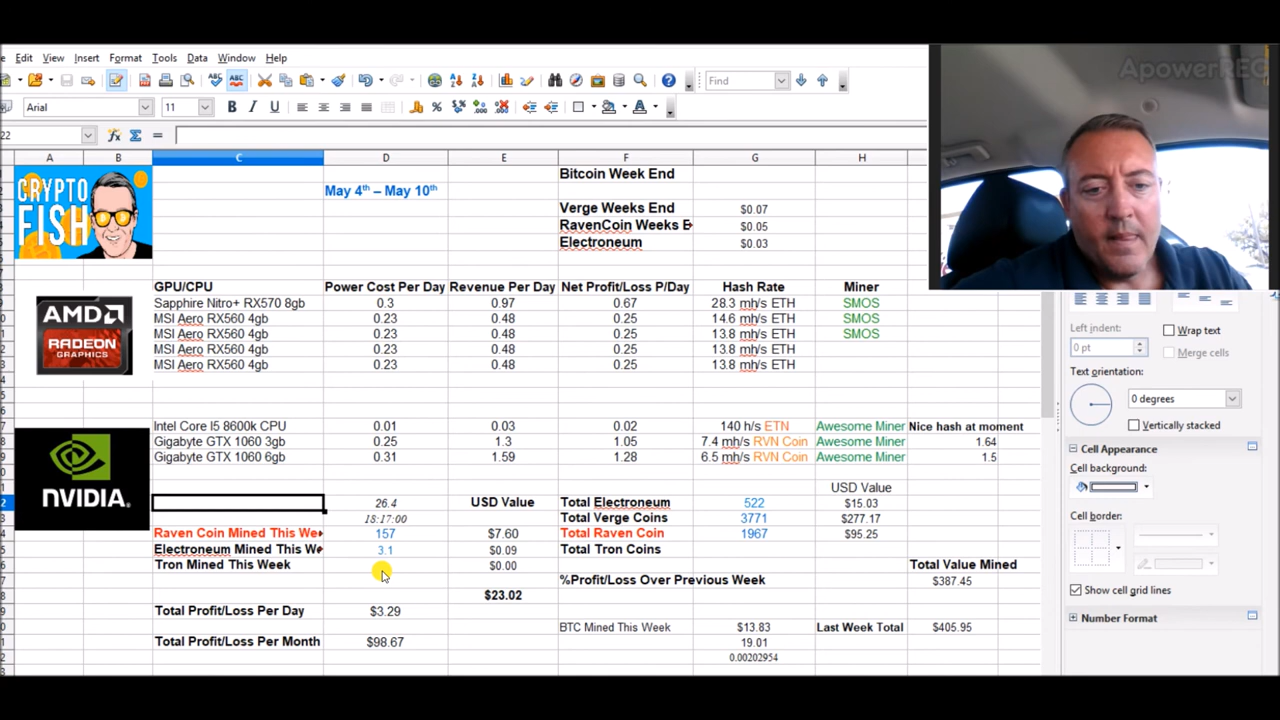 ApowerREC
Edit View Insert Format Tools Data Window Help
Find
Arial 11
22
A B C D E F G H
CRYPTO FISH
May 4th – May 10th
Bitcoin Week End
Verge Weeks End $0.07
RavenCoin Weeks E $0.05
Electroneum $0.03
GPU/CPU Power Cost Per Day Revenue Per Day Net Profit/Loss P/Day Hash Rate Miner
AMD
RADEON
GRAPHICS
Sapphire Nitro+ RX570 8gb 0.3 0.97 0.67 28.3 mh/s ETH SMOS
MSI Aero RX560 4gb 0.23 0.48 0.25 14.6 mh/s ETH SMOS
MSI Aero RX560 4gb 0.23 0.48 0.25 13.8 mh/s ETH SMOS
MSI Aero RX560 4gb 0.23 0.48 0.25 13.8 mh/s ETH
MSI Aero RX560 4gb 0.23 0.48 0.25 13.8 mh/s ETH
Intel Core I5 8600k CPU 0.01 0.03 0.02 140 h/s ETN Awesome Miner Nice hash at moment
Gigabyte GTX 1060 3gb 0.25 1.3 1.05 7.4 mh/s RVN Coin Awesome Miner 1.64
Gigabyte GTX 1060 6gb 0.31 1.59 1.28 6.5 mh/s RVN Coin Awesome Miner 1.5
NVIDIA
USD Value
26.4 USD Value Total Electroneum 522 $15.03
18:17:00 Total Verge Coins 3771 $277.17
Raven Coin Mined This We 157 $7.60 Total Raven Coin 1967 $95.25
Electroneum Mined This W 3.1 $0.09 Total Tron Coins
Tron Mined This Week $0.00 Total Value Mined
%Profit/Loss Over Previous Week $387.45
$23.02
Total Profit/Loss Per Day $3.29
BTC Mined This Week $13.83 Last Week Total $405.95
Total Profit/Loss Per Month $98.67 19.01
0.00202954
Left indent: Wrap text
0 pt Merge cells
Text orientation:
0 degrees
Vertically stacked
Cell Appearance
Cell background:
Cell border:
Show cell grid lines
Number Format